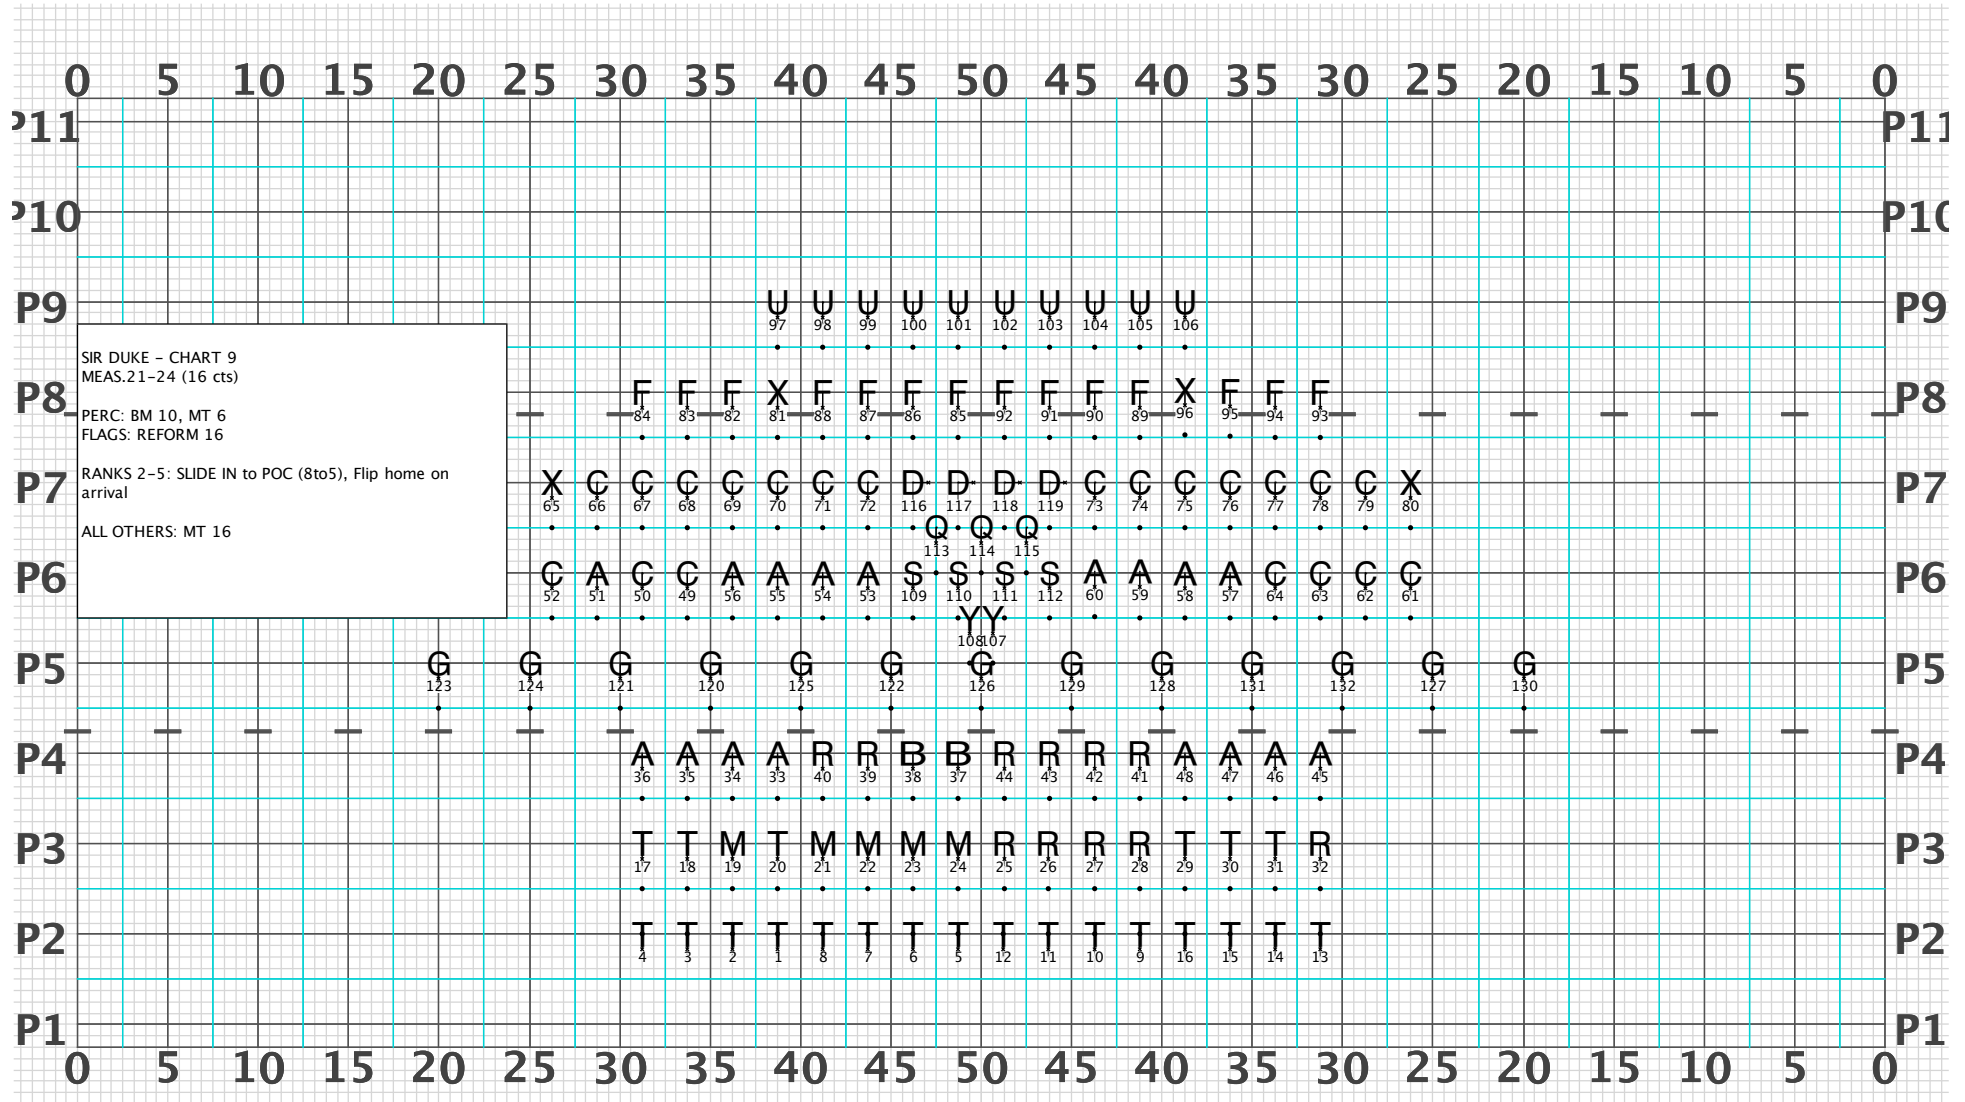 0 5 10 15 20 25 30 35 40 45 50 45 40 35 30 25 20 15 10 5 0
P11 P11
P10 P10
P9 U U U U U U U U U U P9
97 98 99 100 101 102 103 104 105 106
SIR DUKE - CHART 9
MEAS.21-24 (16 cts)
PERC: BM 10, MT 6
FLAGS: REFORM 16
RANKS 2-5: SLIDE IN to POC (8to5), Flip home on
arrival
ALL OTHERS: MT 16
P8 F F F X F F F F F F F F X F F F P8
84 83 82 81 88 87 86 85 92 91 90 89 96 95 94 93
P7 X C C C C C C C D D D D C C C C C C C X P7
65 66 67 68 69 70 71 72 116 117 118 119 73 74 75 76 77 78 79 80
Q Q Q
113 114 115
P6 C A C C A A A A S S S S A A A A C C C C P6
52 51 50 49 56 55 54 53 109 110 111 112 60 59 58 57 64 63 62 61
Y Y
108 107
P5 G G G G G G G G G G G G G P5
123 124 121 120 125 122 126 129 128 131 132 127 130
P4 A A A A R R B B R R R R A A A A P4
36 35 34 33 40 39 38 37 44 43 42 41 48 47 46 45
P3 T T M T M M M M R R R R T T T R P3
17 18 19 20 21 22 23 24 25 26 27 28 29 30 31 32
P2 T T T T T T T T T T T T T T T T P2
4 3 2 1 8 7 6 5 12 11 10 9 16 15 14 13
P1 P1
0 5 10 15 20 25 30 35 40 45 50 45 40 35 30 25 20 15 10 5 0